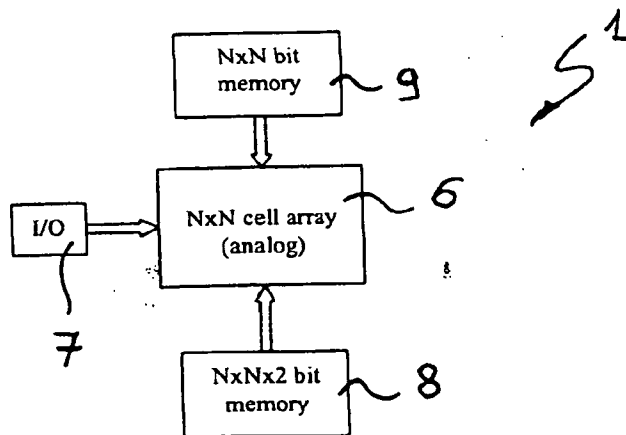 1
NxN bit
memory
9
6
NxN cell array
(analog)
I/O
7
NxNx2 bit
memory
8